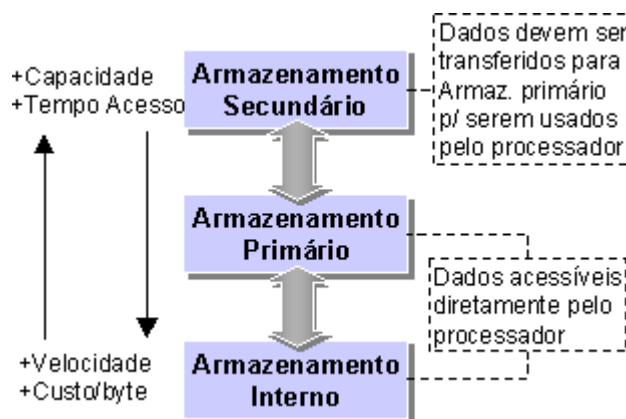 +Capacidade
+Tempo Acesso
Armazenamento
Secundário
Dados devem ser
transferidos para
Armaz. primário
p/ serem usados
pelo processador
Armazenamento
Primário
Dados acessíveis
diretamente pelo
processador
+Velocidade
+Custo/byte
Armazenamento
Interno